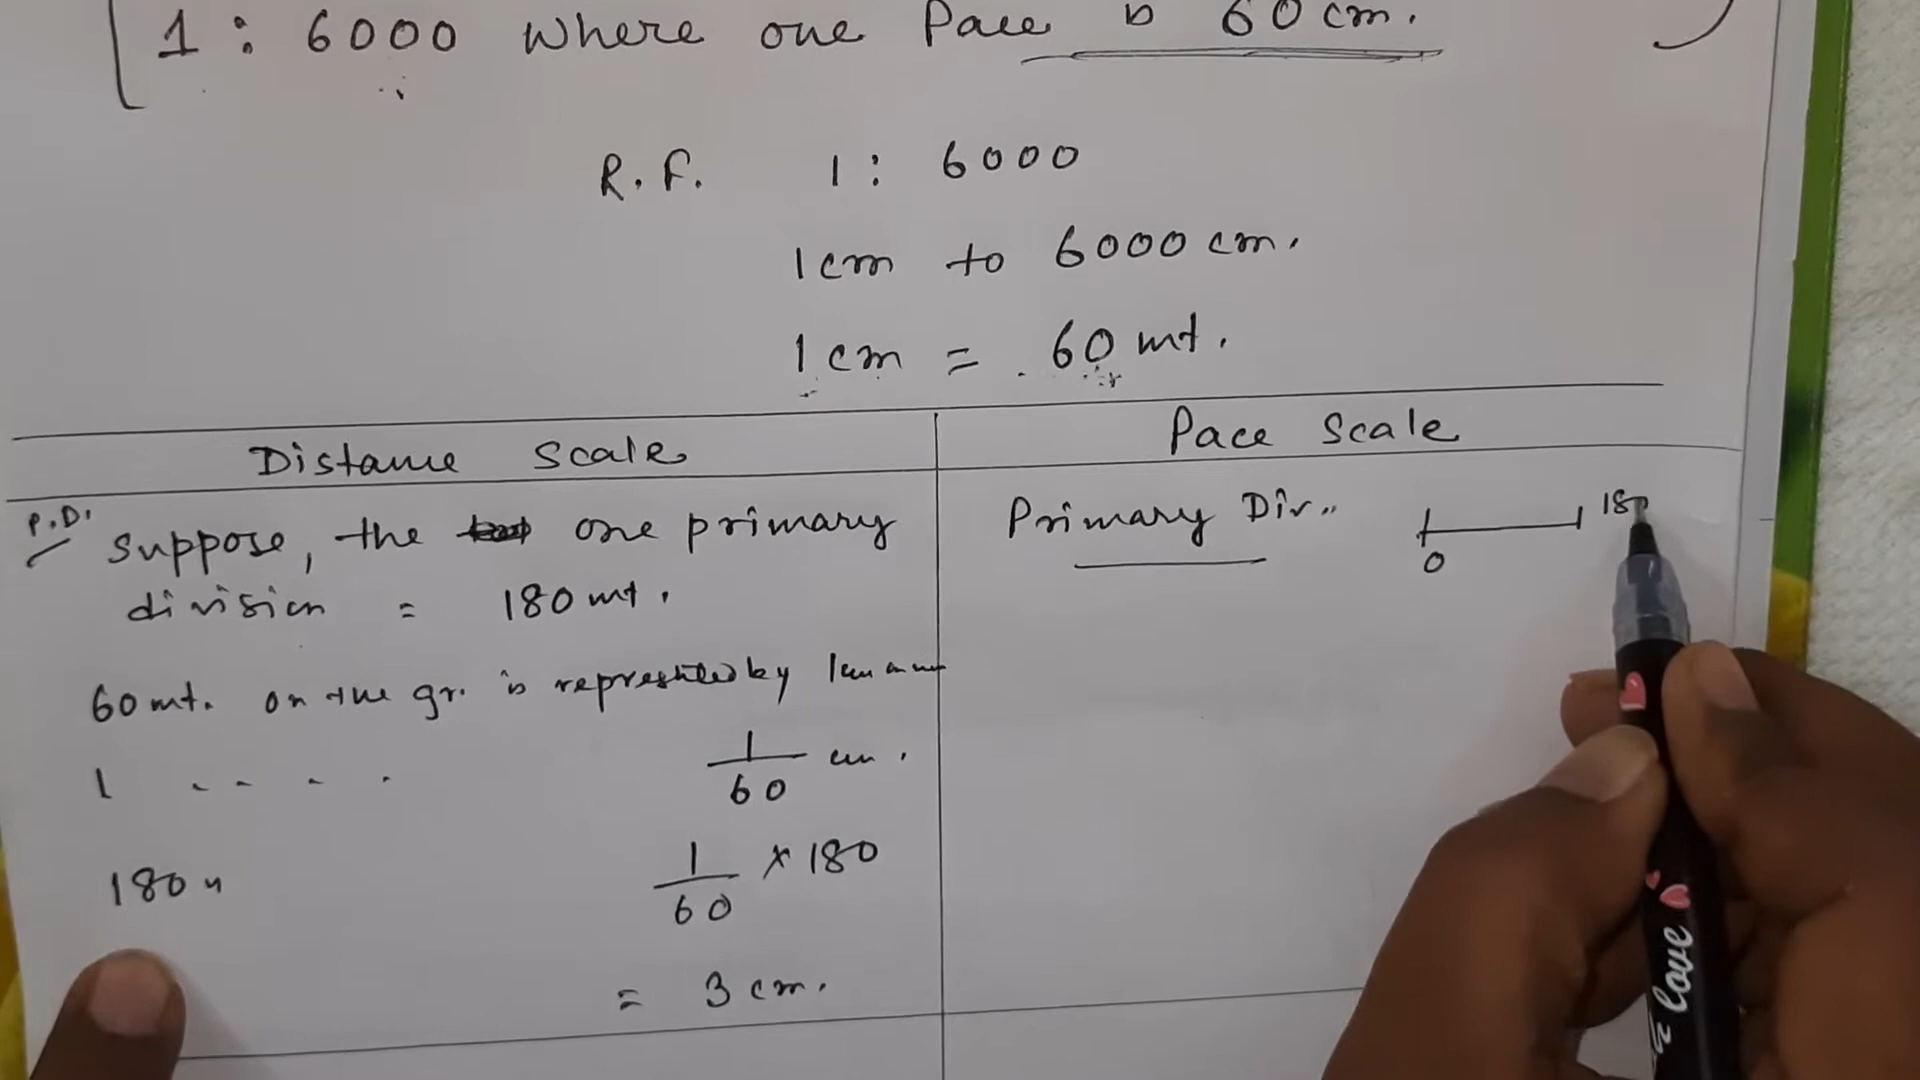 1 : 6000 where one Pace is 60 cm.
R.F. 1 : 6000
1 cm to 6000 cm.
1 cm = 60 mt.
Distance Scale
Pace Scale
P.D.
Suppose, the one primary
division = 180 mt.
60 mt. on the gr. is represented by 1 cm on
1 " " " " 1/60 cm.
180 " 1/60 × 180
= 3 cm.
Primary Div..
0 180
love